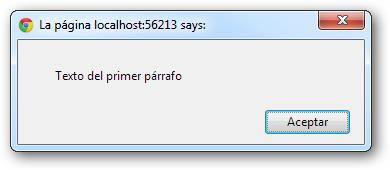 La página localhost:56213 says:
Texto del primer párrafo
Aceptar